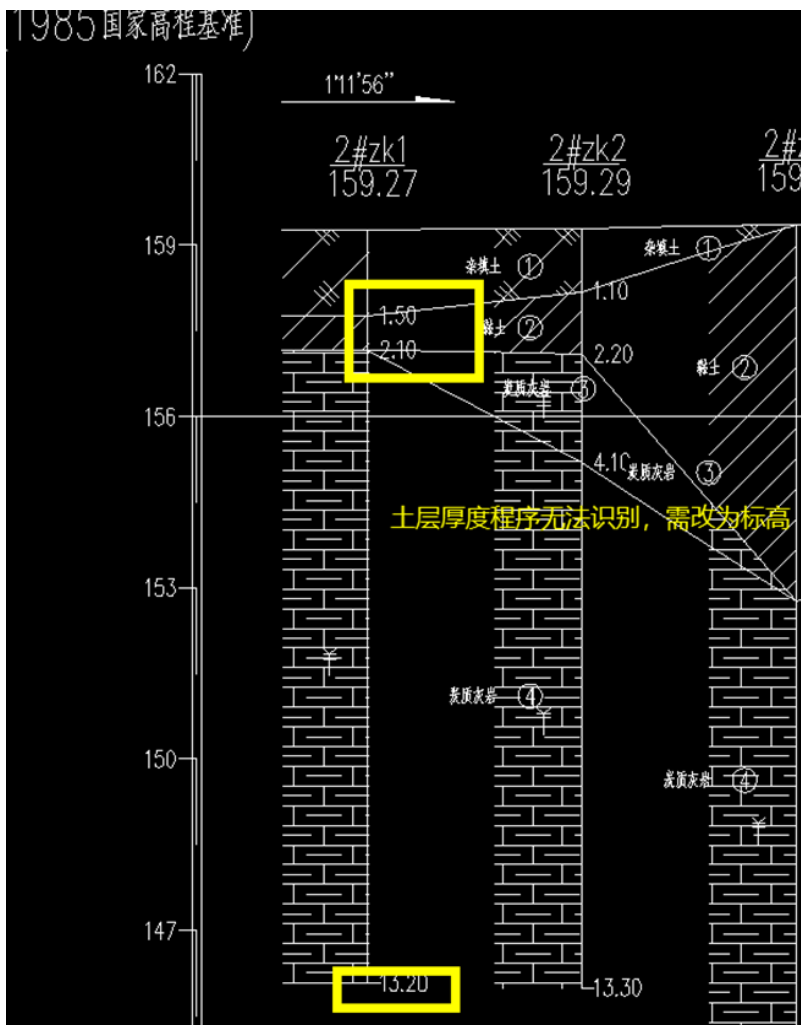 (1985国家高程基准)
162
1°11'56"
2#zk1
159.27
2#zk2
159.29
159
杂填土 ①
杂填土 ①
1.50
1.10
黏土 ②
2.10
2.20
黏土 ②
炭质灰岩 ③
156
4.10
炭质灰岩 ③
土层厚度程序无法识别，需改为标高
153
炭质灰岩 ④
150
炭质灰岩 ④
147
13.20
13.30